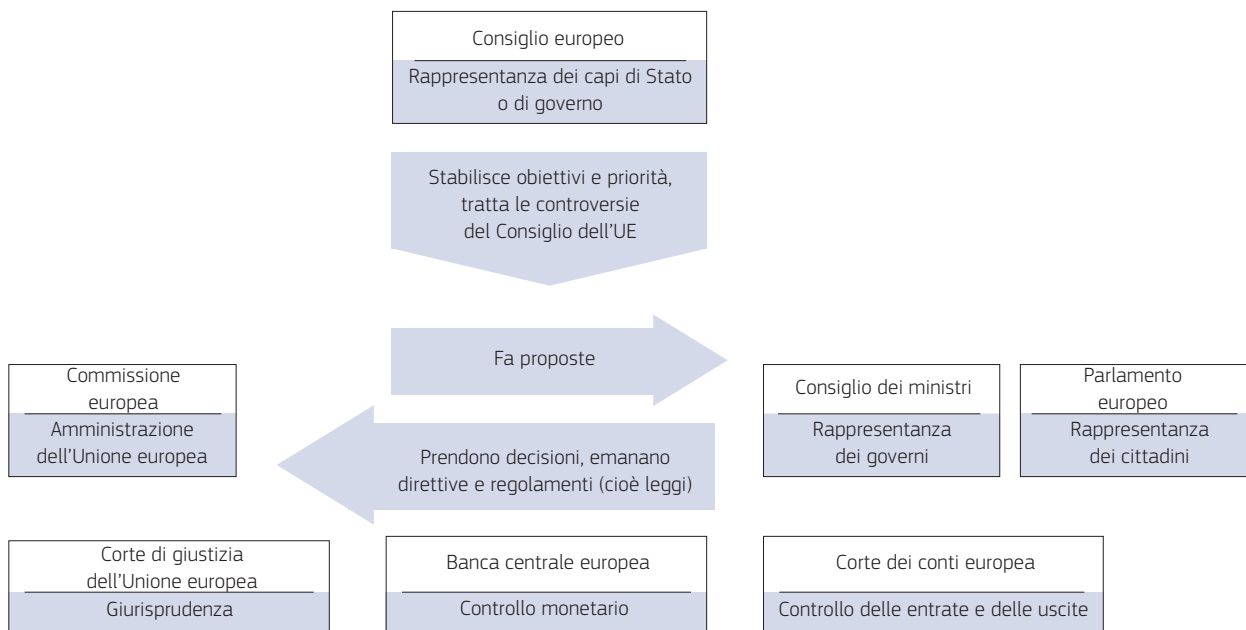 Consiglio europeo
Rappresentanza dei capi di Stato
o di governo
Stabilisce obiettivi e priorità,
tratta le controversie
del Consiglio dell'UE
Fa proposte
Commissione
europea
Amministrazione
dell'Unione europea
Consiglio dei ministri
Rappresentanza
dei governi
Parlamento
europeo
Rappresentanza
dei cittadini
Prendono decisioni, emanano
direttive e regolamenti (cioè leggi)
Corte di giustizia
dell'Unione europea
Giurisprudenza
Banca centrale europea
Controllo monetario
Corte dei conti europea
Controllo delle entrate e delle uscite